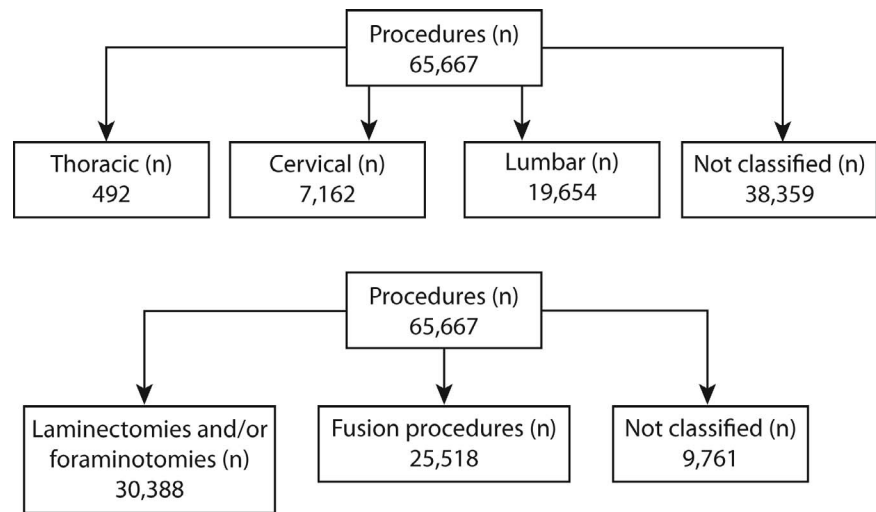 Procedures (n)
65,667
Thoracic (n)
492
Cervical (n)
7,162
Lumbar (n)
19,654
Not classified (n)
38,359
Procedures (n)
65,667
Laminectomies and/or
foraminotomies (n)
30,388
Fusion procedures (n)
25,518
Not classified (n)
9,761